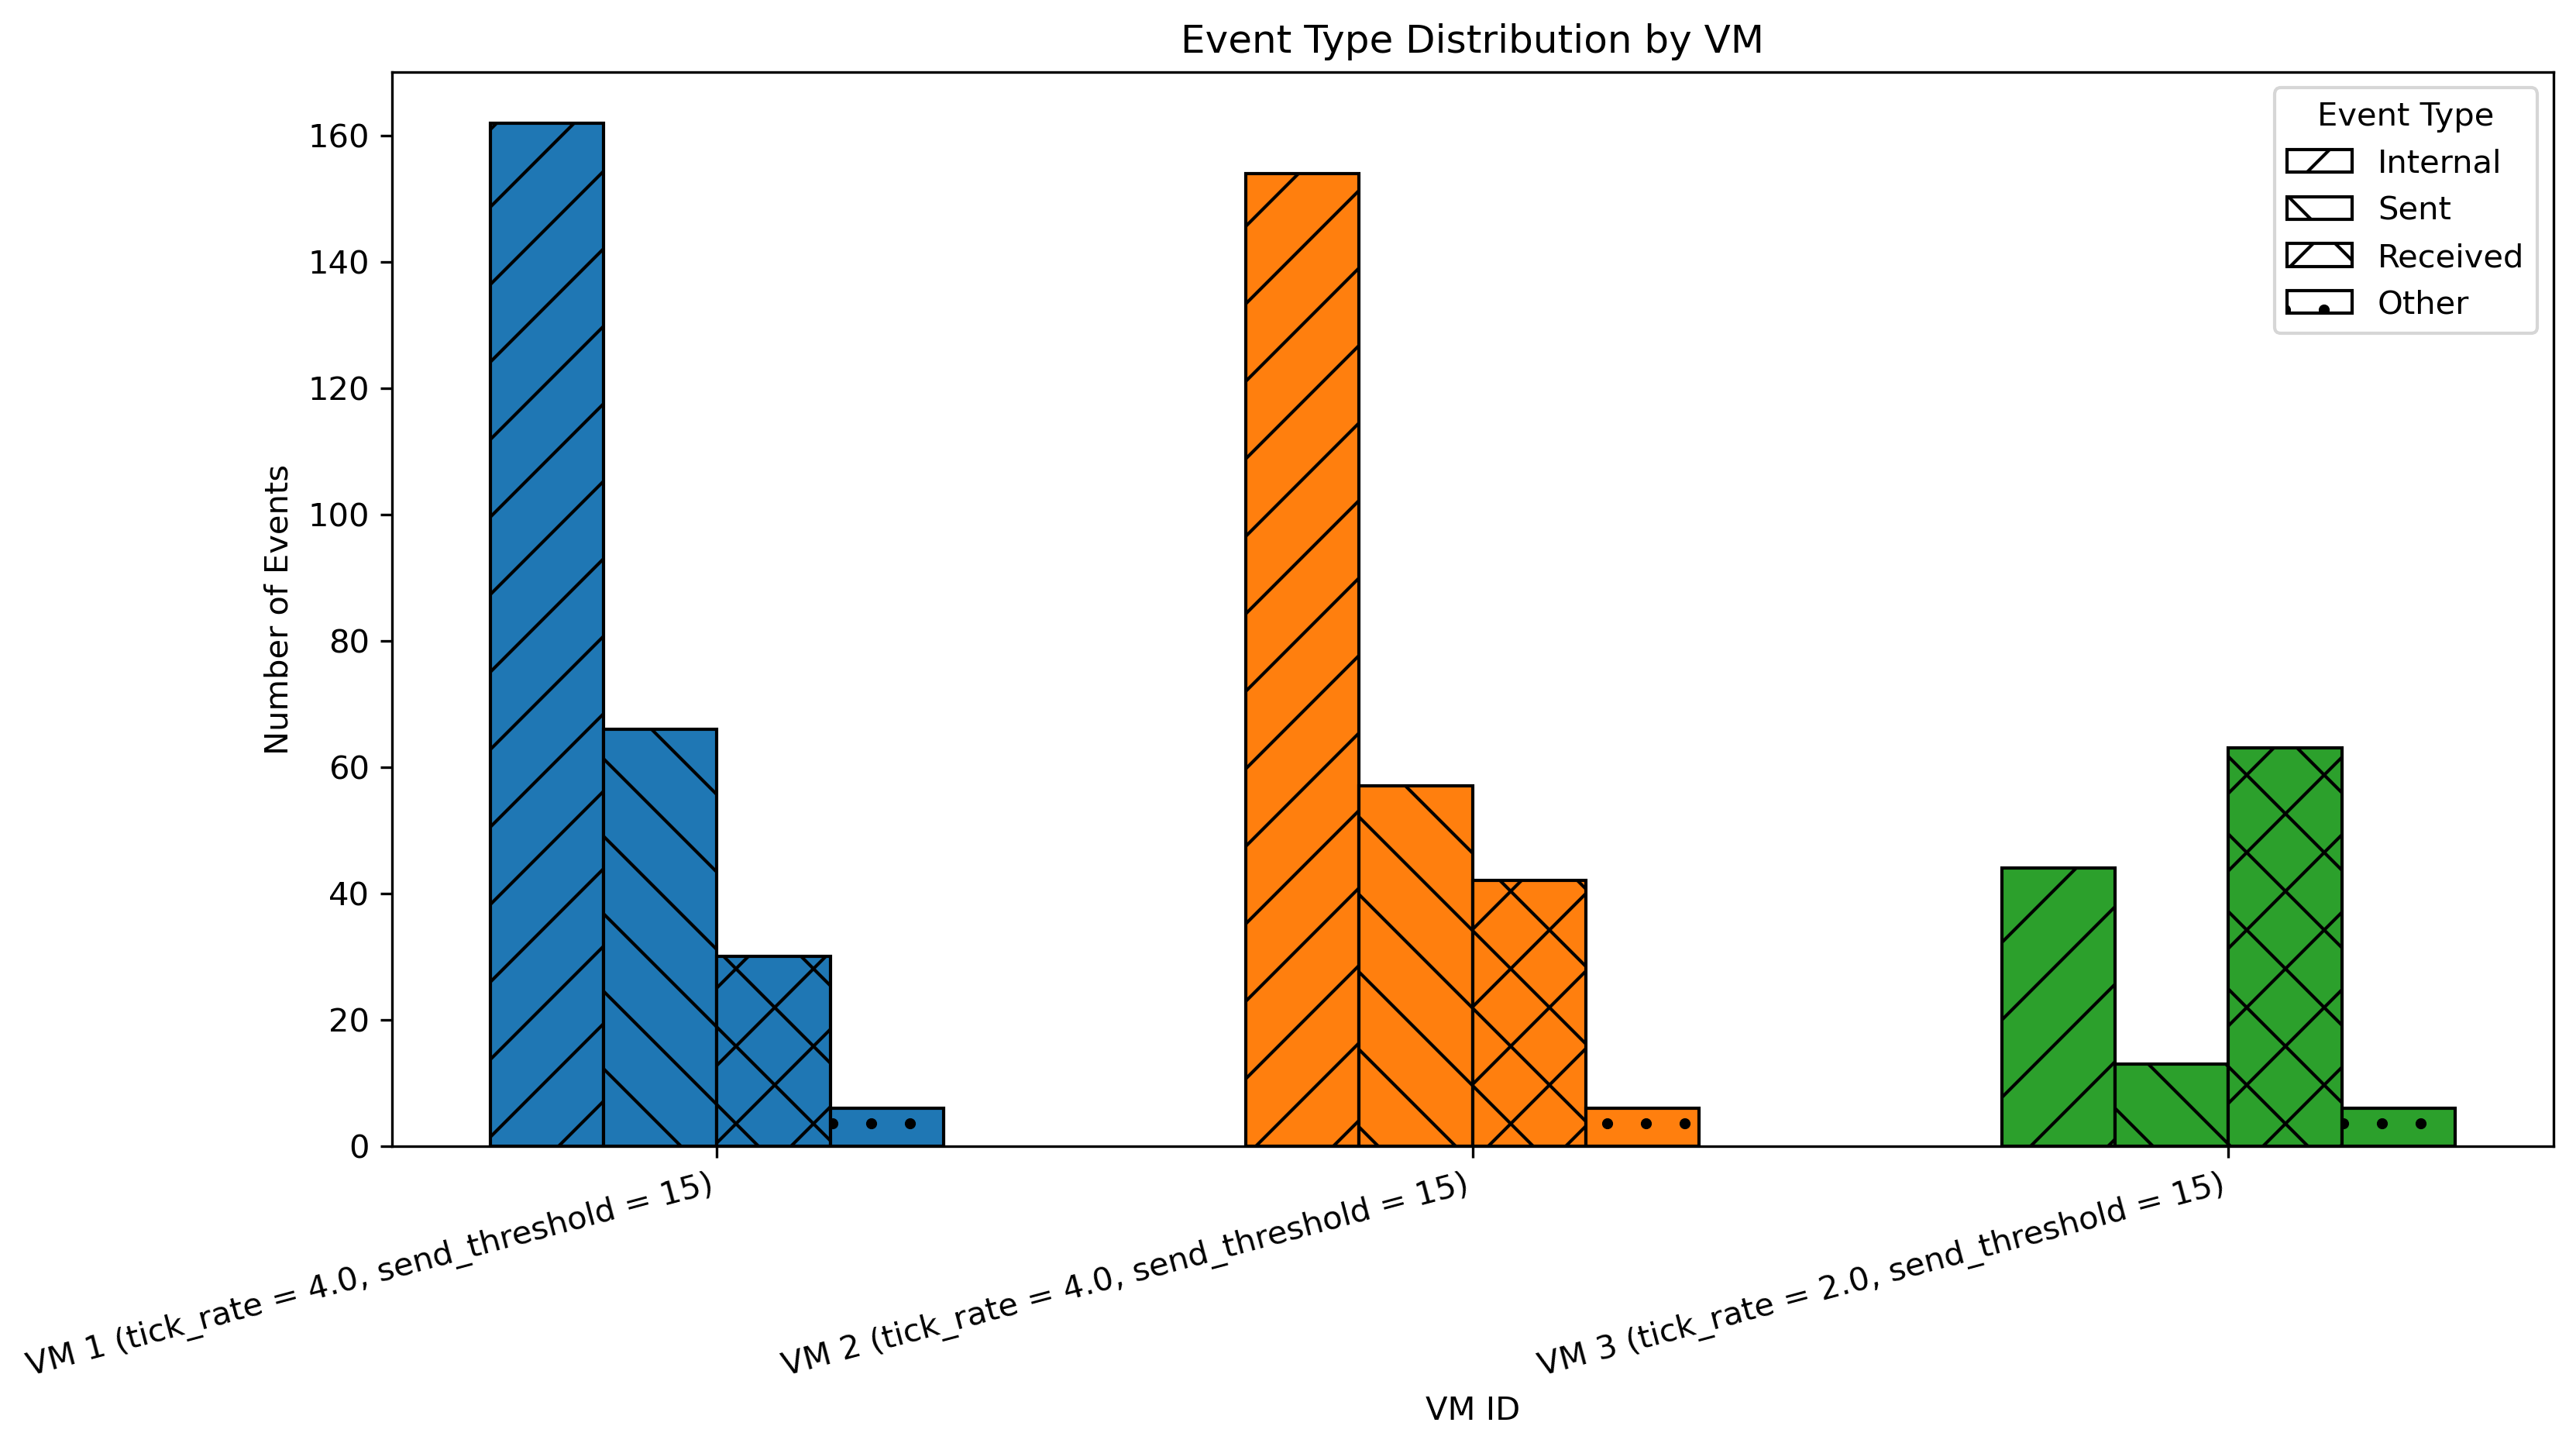 Event Type Distribution by VM
Number of Events
160
140
120
100
80
60
40
20
0
Event Type
Internal
Sent
Received
Other
VM 1 (tick_rate = 4.0, send_threshold = 15)
VM 2 (tick_rate = 4.0, send_threshold = 15)
VM 3 (tick_rate = 2.0, send_threshold = 15)
VM ID